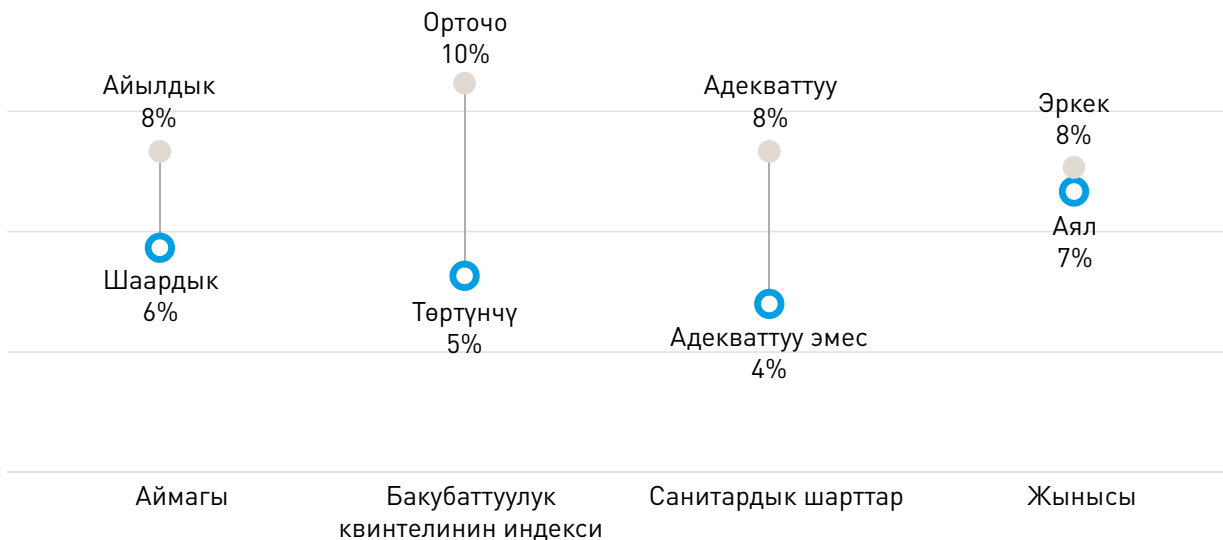 Айылдык
8%
Шаардык
6%
Орточо
10%
Төртүнчү
5%
Адекваттуу
8%
Адекваттуу эмес
4%
Эркек
8%
Аял
7%
Аймагы
Бакубаттуулук
квинтелинин индекси
Санитардык шарттар
Жынысы